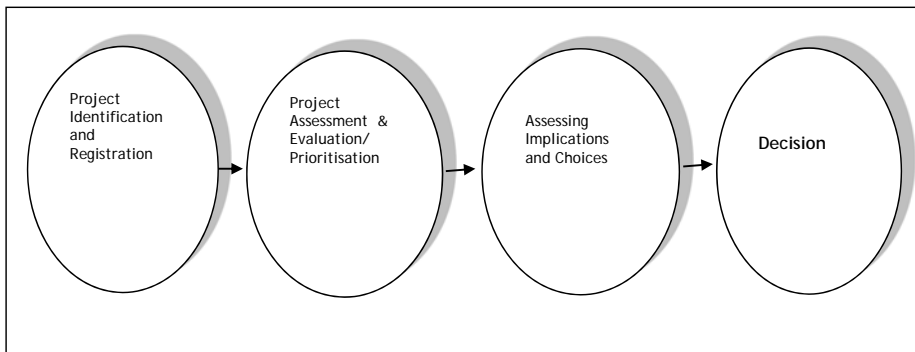 Project
Identification
and
Registration
Project
Assessment &
Evaluation/
Prioritisation
Assessing
Implications
and Choices
Decision